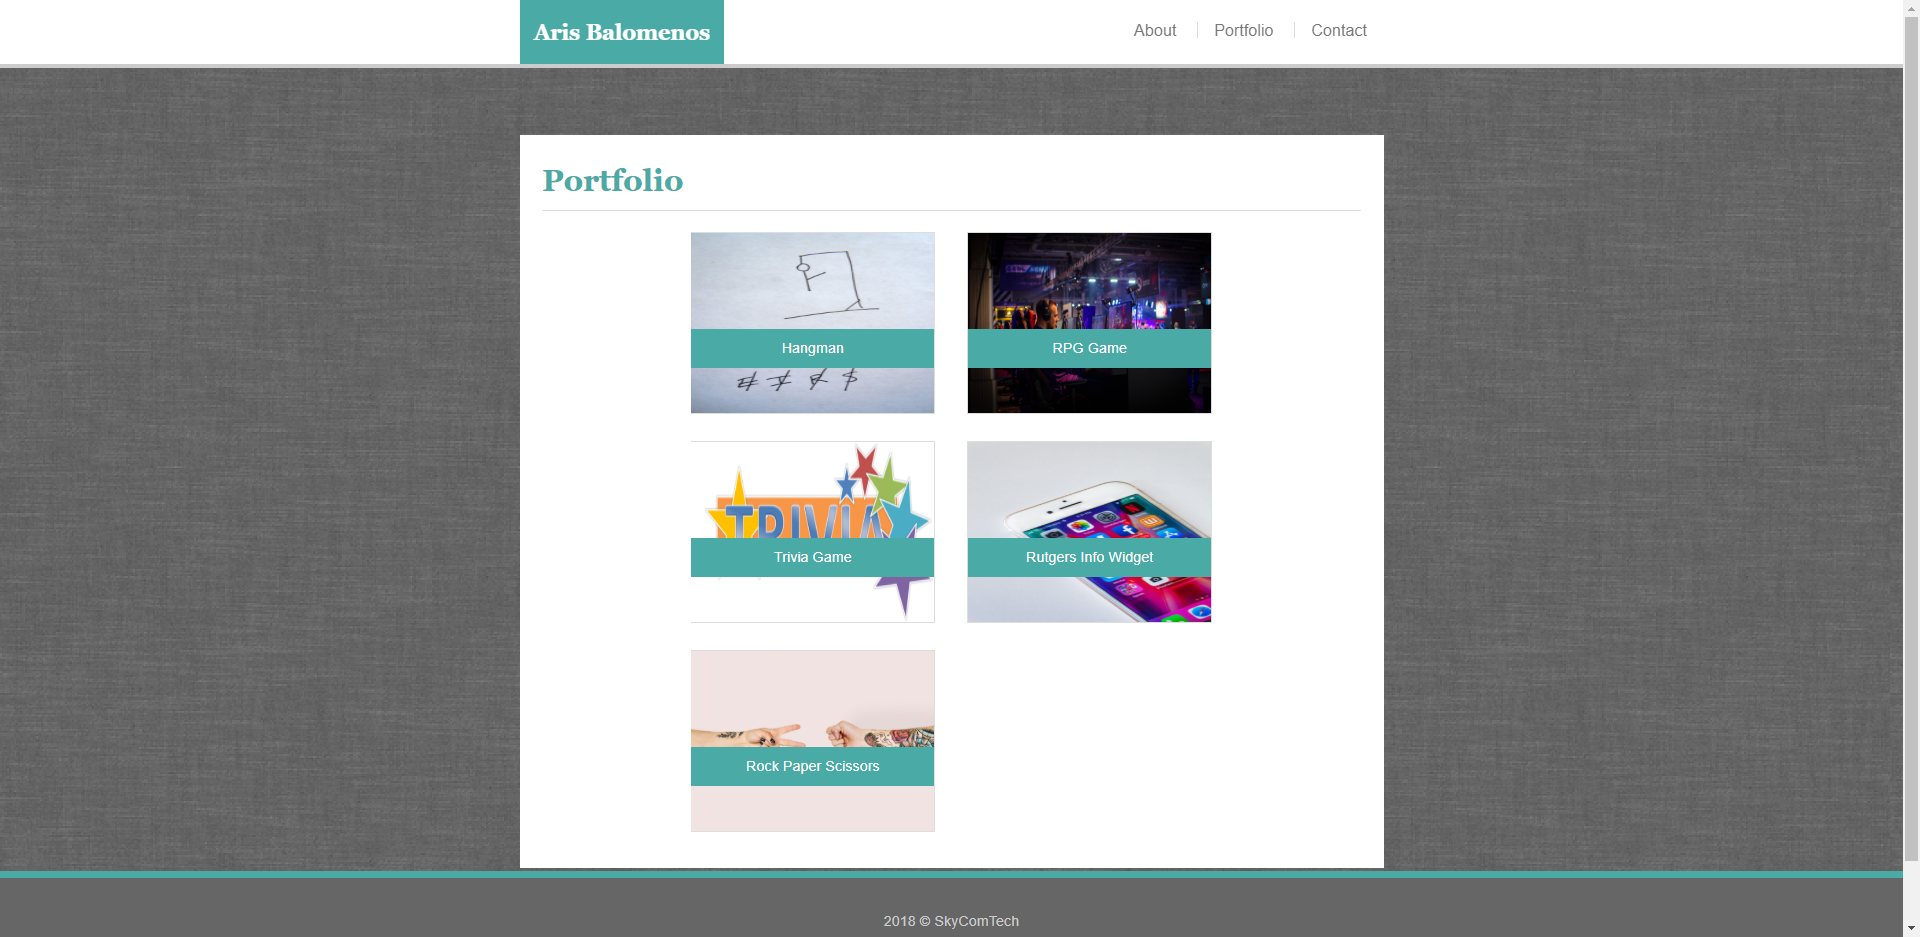 Aris Balomenos
About
Portfolio
Contact
Portfolio
Hangman
RPG Game
TRIVIA
Trivia Game
Rutgers Info Widget
Rock Paper Scissors
2018 © SkyComTech